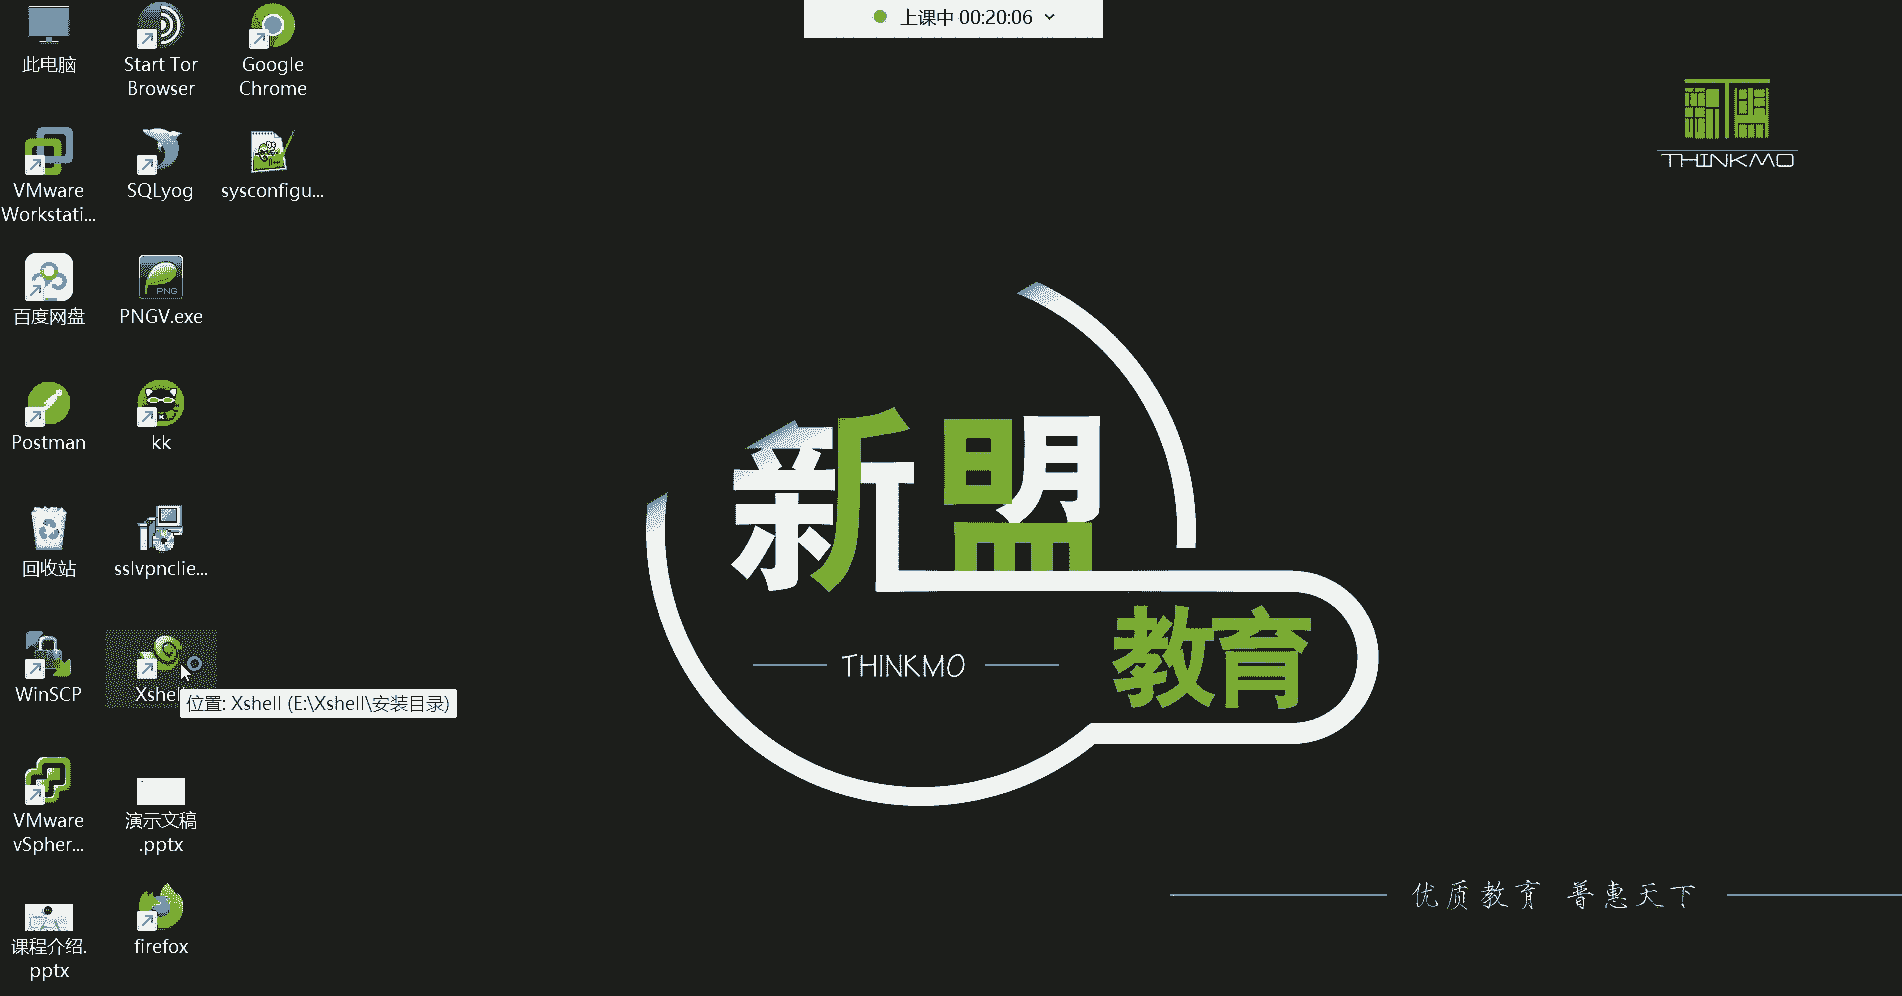 上课中 00:20:06
此电脑
Start Tor
Browser
Google
Chrome
VMware
Workstati...
SQLyog
sysconfigu...
百度网盘
PNG
PNGV.exe
Postman
kk
回收站
sslvpnclie...
WinSCP
Xshel
位置: Xshell (E:\Xshell\安装目录)
VMware
vSpher...
演示文稿
.pptx
课程介绍.
pptx
firefox
新盟
THINKMO
新盟
THINKMO
教育
优质教育 普惠天下